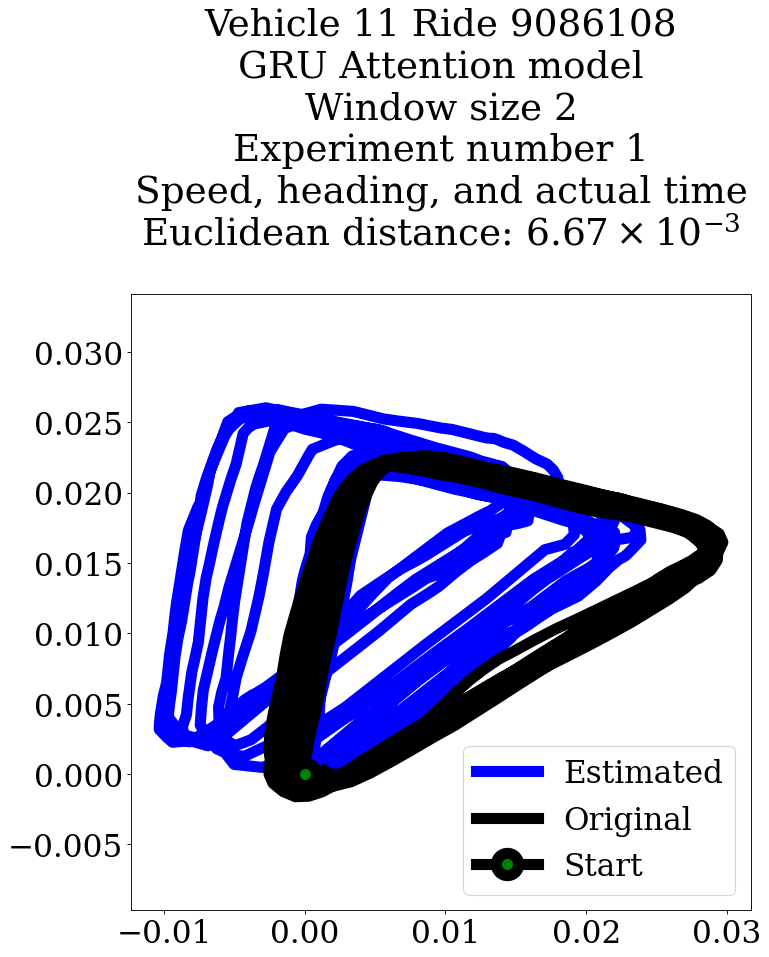 Vehicle 11 Ride 9086108
GRU Attention model
Window size 2
Experiment number 1
Speed, heading, and actual time
Euclidean distance: 6.67 × 10⁻³
0.030
0.025
0.020
0.015
0.010
0.005
0.000
−0.005
−0.01 0.00 0.01 0.02 0.03
Estimated
Original
Start